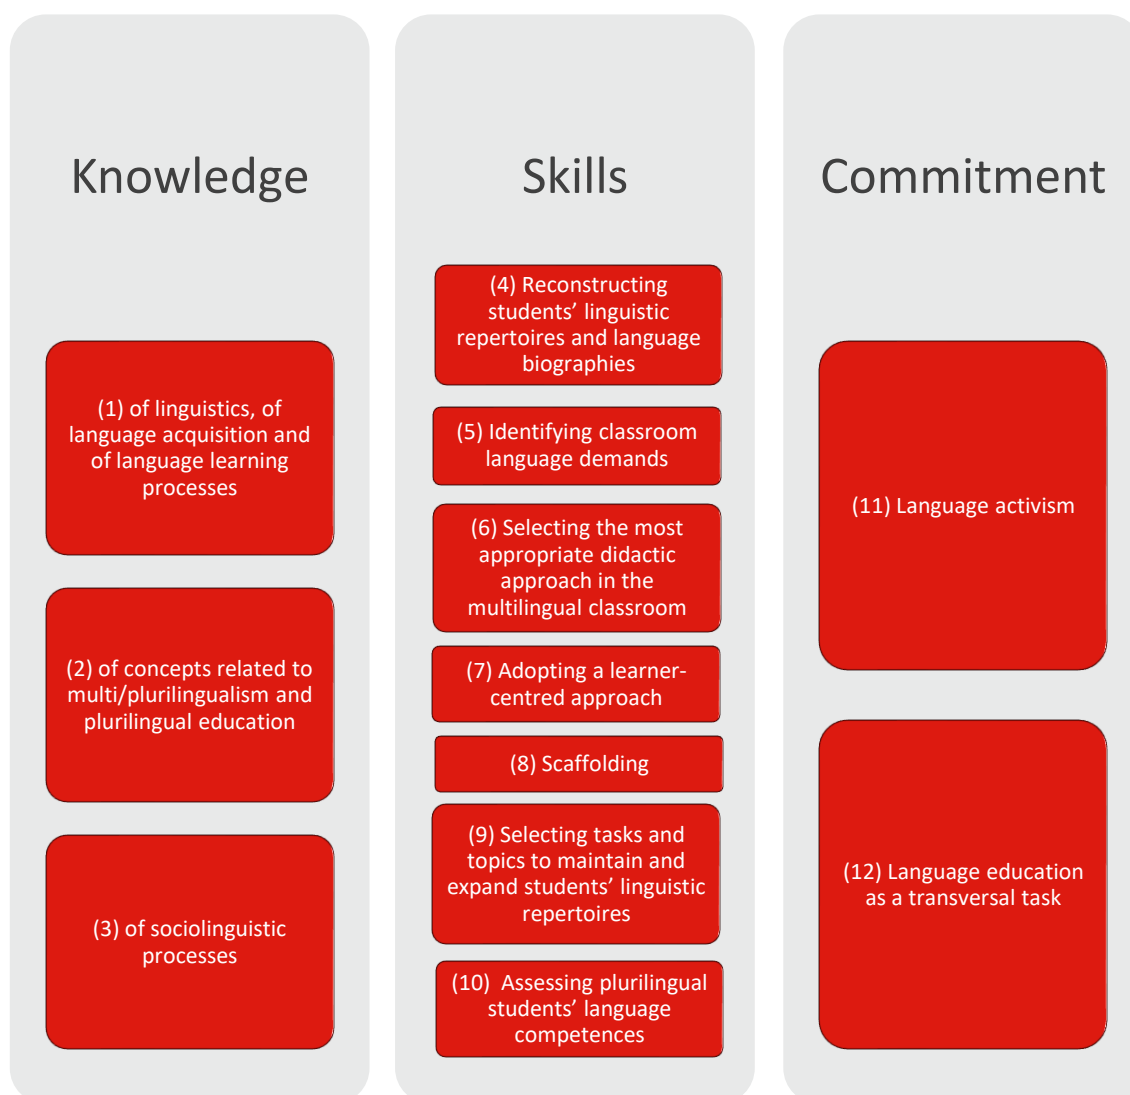 Knowledge
(1) of linguistics, of
language acquisition and
of language learning
processes
(2) of concepts related to
multi/plurilingualism and
plurilingual education
(3) of sociolinguistic
processes
Skills
(4) Reconstructing
students’ linguistic
repertoires and language
biographies
(5) Identifying classroom
language demands
(6) Selecting the most
appropriate didactic
approach in the
multilingual classroom
(7) Adopting a learner-
centred approach
(8) Scaffolding
(9) Selecting tasks and
topics to maintain and
expand students’ linguistic
repertoires
(10) Assessing plurilingual
students’ language
competences
Commitment
(11) Language activism
(12) Language education
as a transversal task